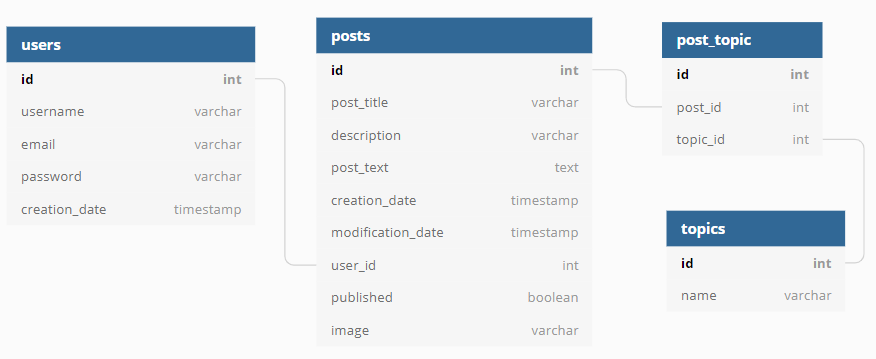 users
id int
username varchar
email varchar
password varchar
creation_date timestamp
posts
id int
post_title varchar
description varchar
post_text text
creation_date timestamp
modification_date timestamp
user_id int
published boolean
image varchar
post_topic
id int
post_id int
topic_id int
topics
id int
name varchar